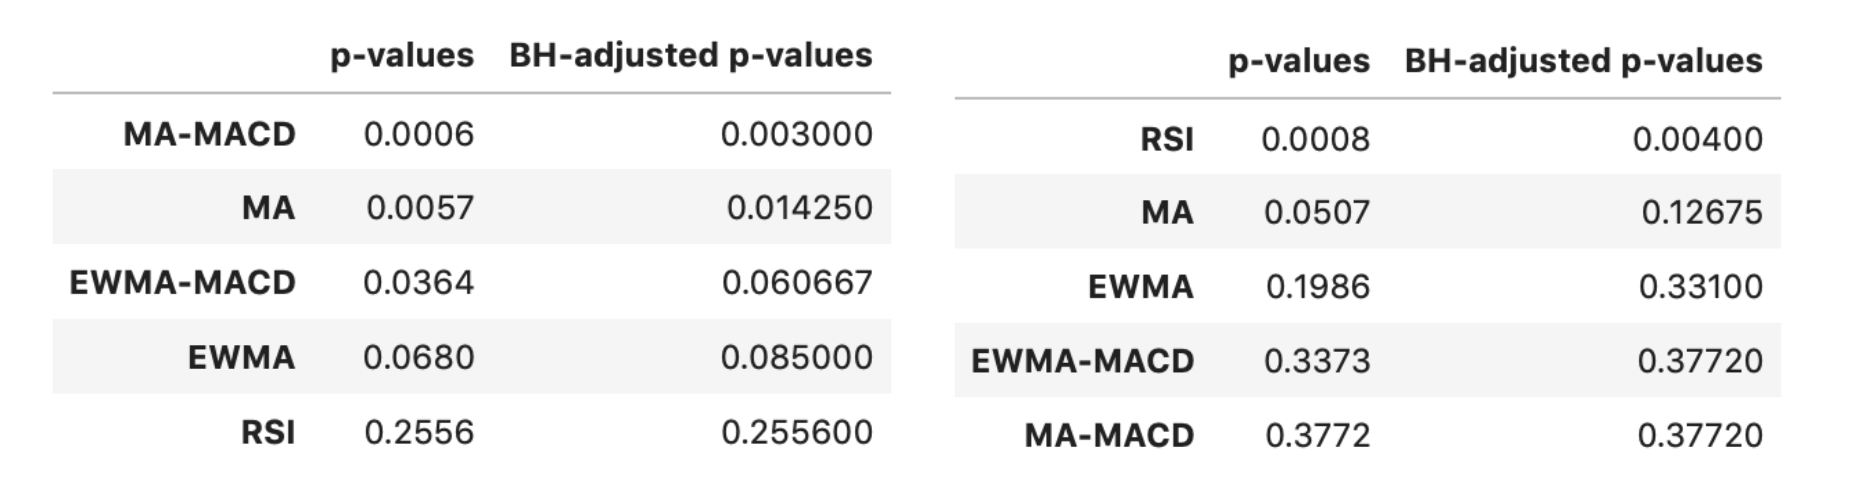 p-values BH-adjusted p-values
MA-MACD 0.0006 0.003000
MA 0.0057 0.014250
EWMA-MACD 0.0364 0.060667
EWMA 0.0680 0.085000
RSI 0.2556 0.255600
p-values BH-adjusted p-values
RSI 0.0008 0.00400
MA 0.0507 0.12675
EWMA 0.1986 0.33100
EWMA-MACD 0.3373 0.37720
MA-MACD 0.3772 0.37720